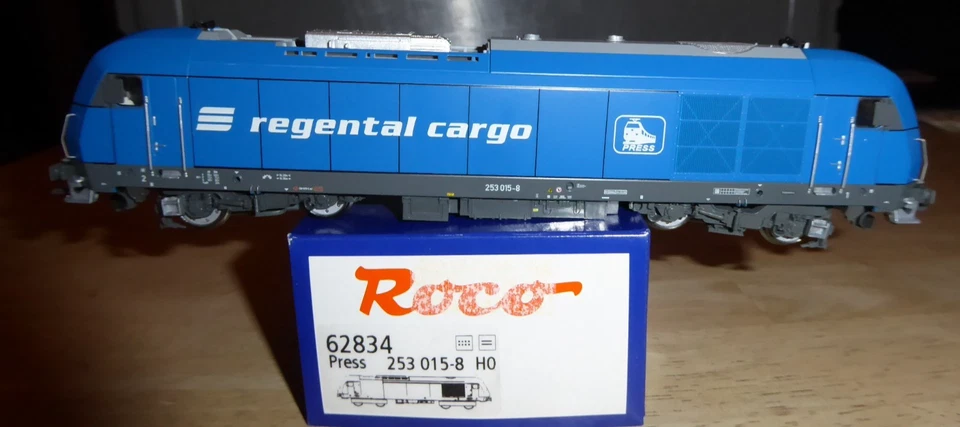 regental cargo
PRESS
253 015-8
Roco
62834
Press 253 015-8 H0